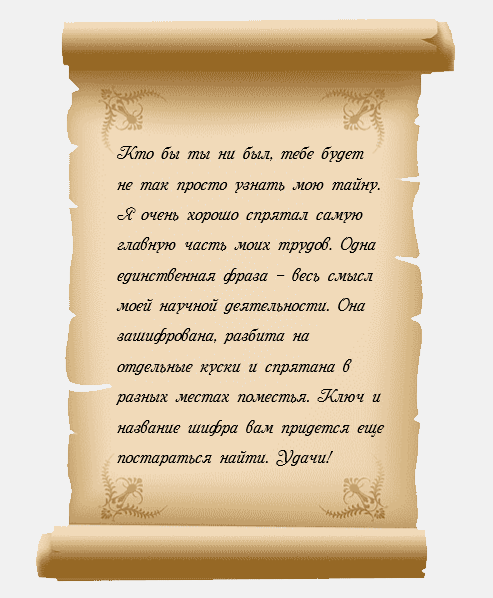 Кто бы ты ни был, тебе будет
не так просто узнать мою тайну.
Я очень хорошо спрятал самую
главную часть моих трудов. Одна
единственная фраза – весь смысл
моей научной деятельности. Она
зашифрована, разбита на
отдельные куски и спрятана в
разных местах поместья. Ключ и
название шифра вам придется еще
постараться найти. Удачи!